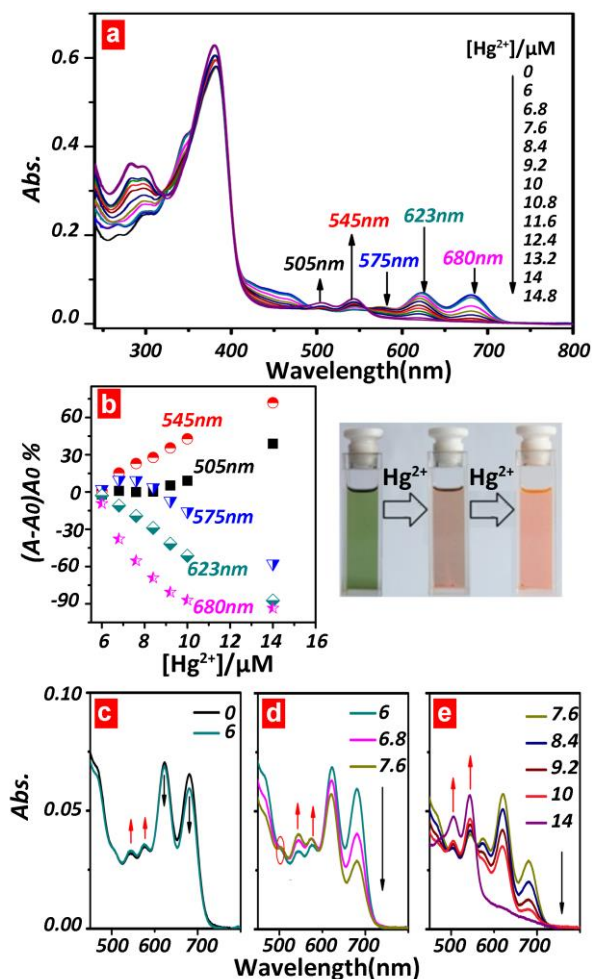 a
[Hg²⁺]/μM
0
6
6.8
7.6
8.4
9.2
10
10.8
11.6
12.4
13.2
14
14.8
0.6
0.4
0.2
0.0
Abs.
505nm
545nm
575nm
623nm
680nm
300 400 500 600 700 800
Wavelength(nm)
b
60
30
0
-30
-60
-90
(A-A0)A0 %
545nm
505nm
575nm
623nm
680nm
6 8 10 12 14 16
[Hg²⁺]/μM
Hg²⁺ Hg²⁺
c
0
6
d
6
6.8
7.6
e
7.6
8.4
9.2
10
14
0.10
0.05
0.00
Abs.
500 600 700 500 600 700 500 600 700
Wavelength(nm)